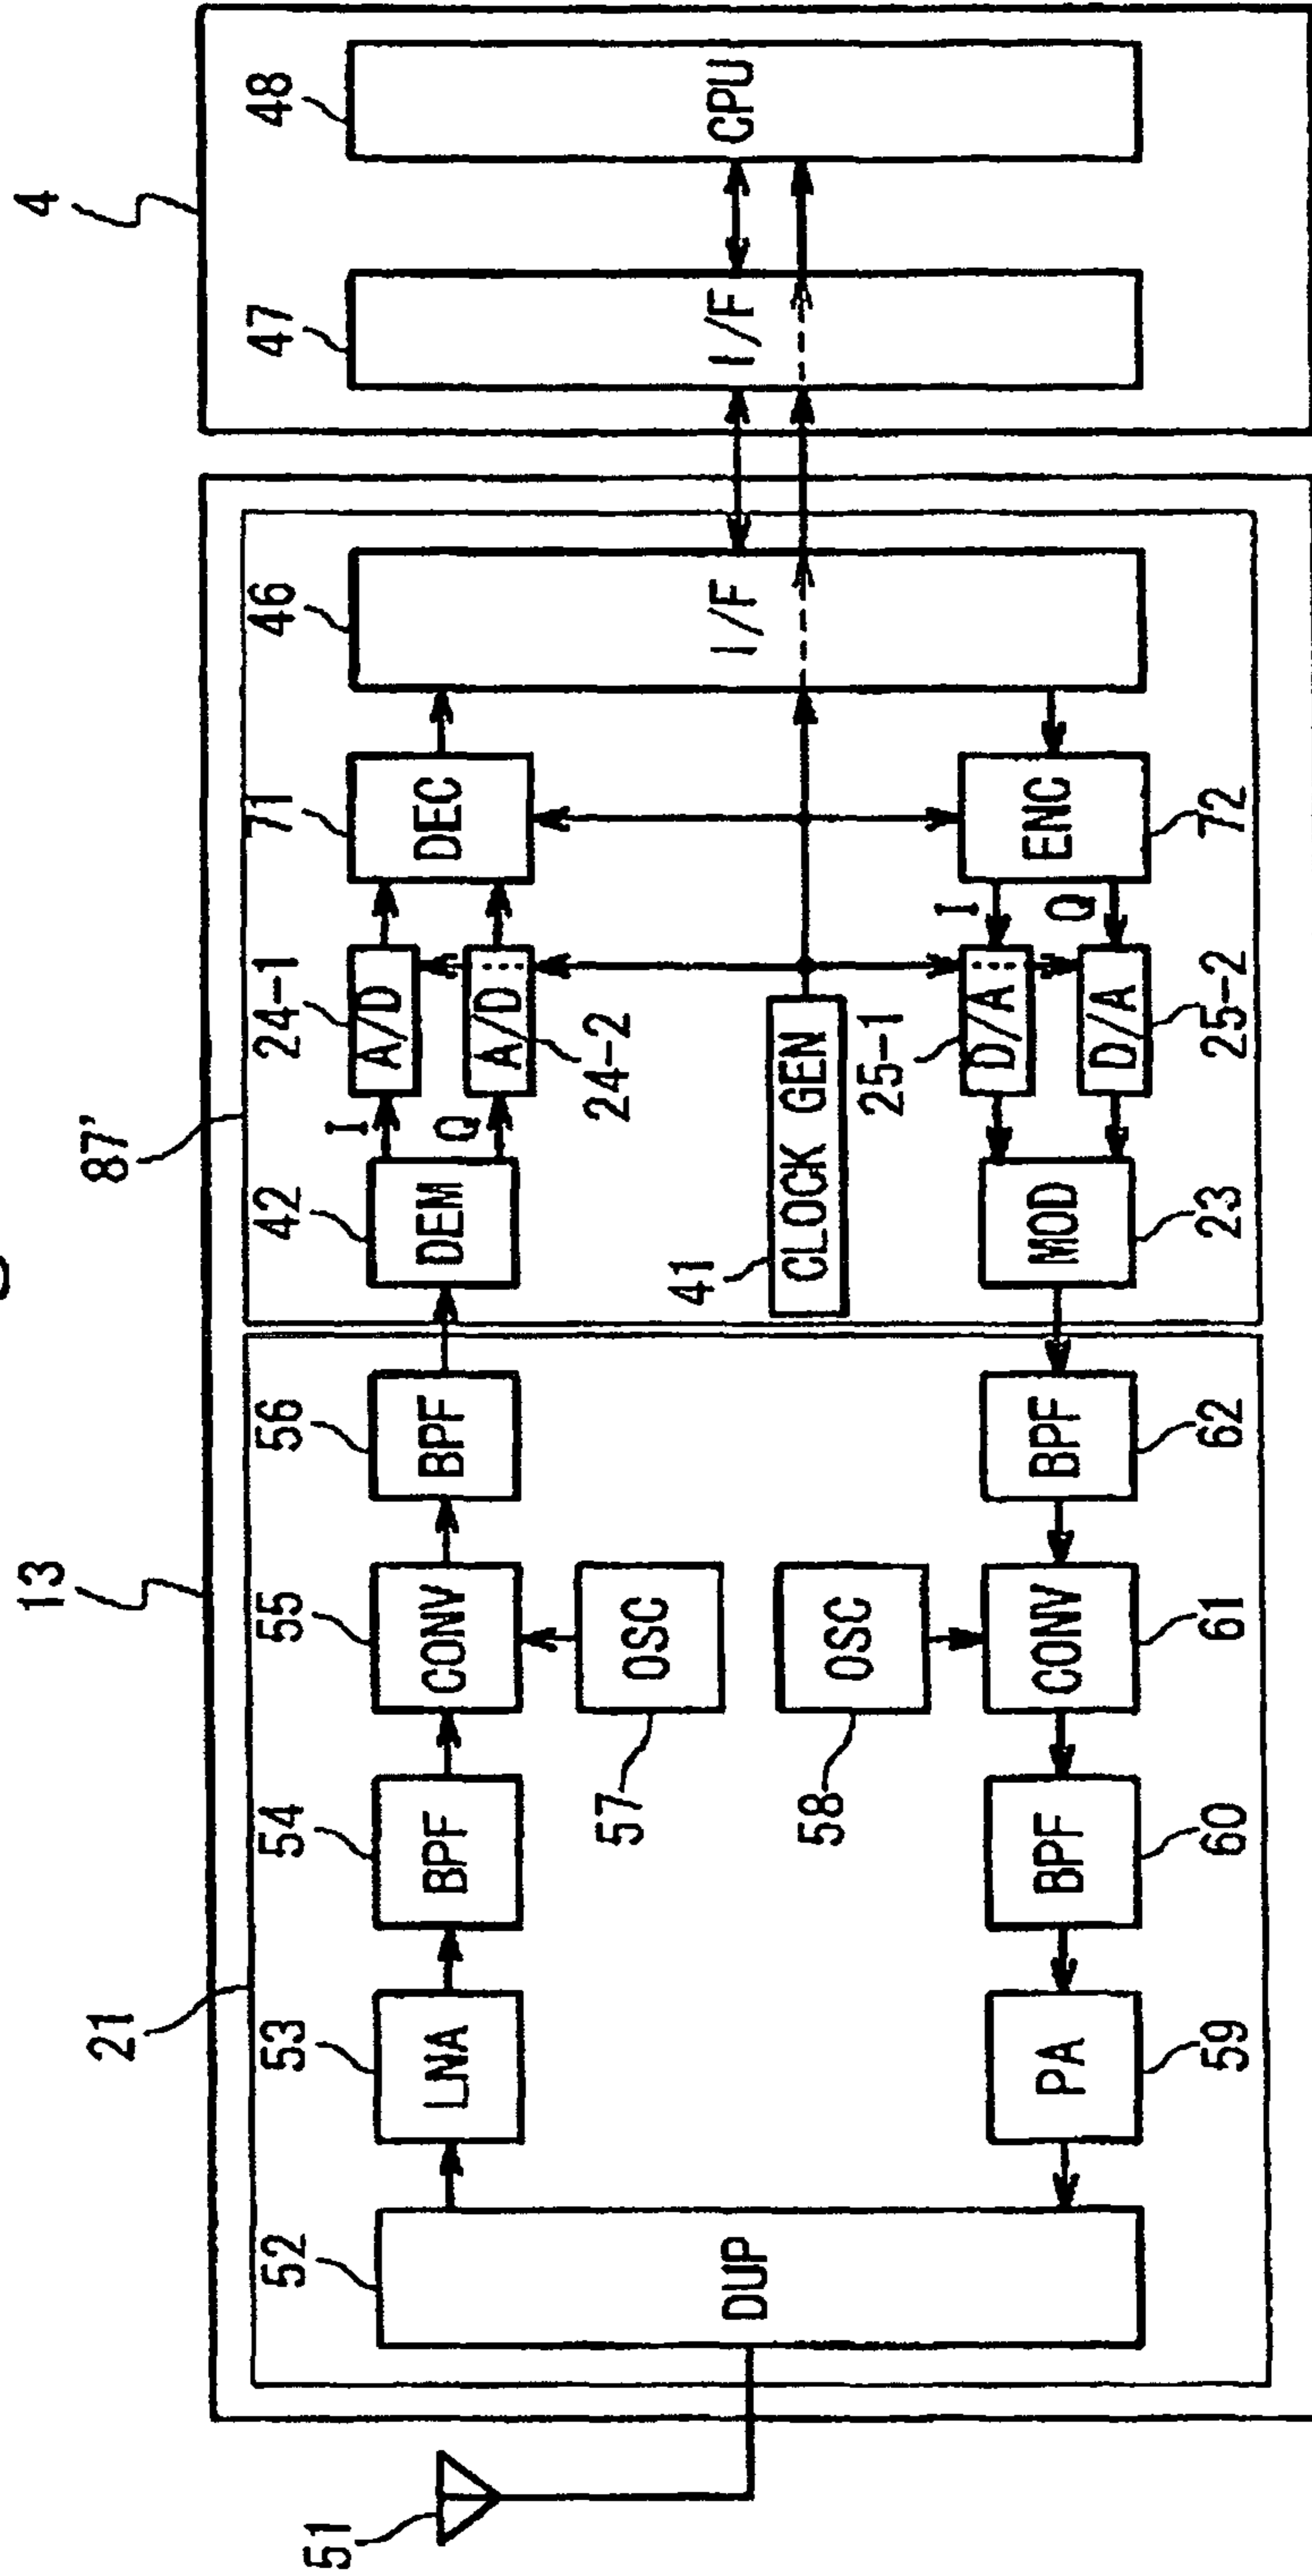 13
4
21
87'
52
53
54
55
56
42
24-1
71
46
47
48
DUP
LNA
BPF
CONV
BPF
DEM
I
Q
A/D
A/D
DEC
I/F
I/F
CPU
24-2
OSC
57
OSC
58
41
CLOCK GEN
25-1
I
Q
51
PA
BPF
CONV
BPF
MOD
D/A
D/A
ENC
59
60
61
62
23
25-2
72